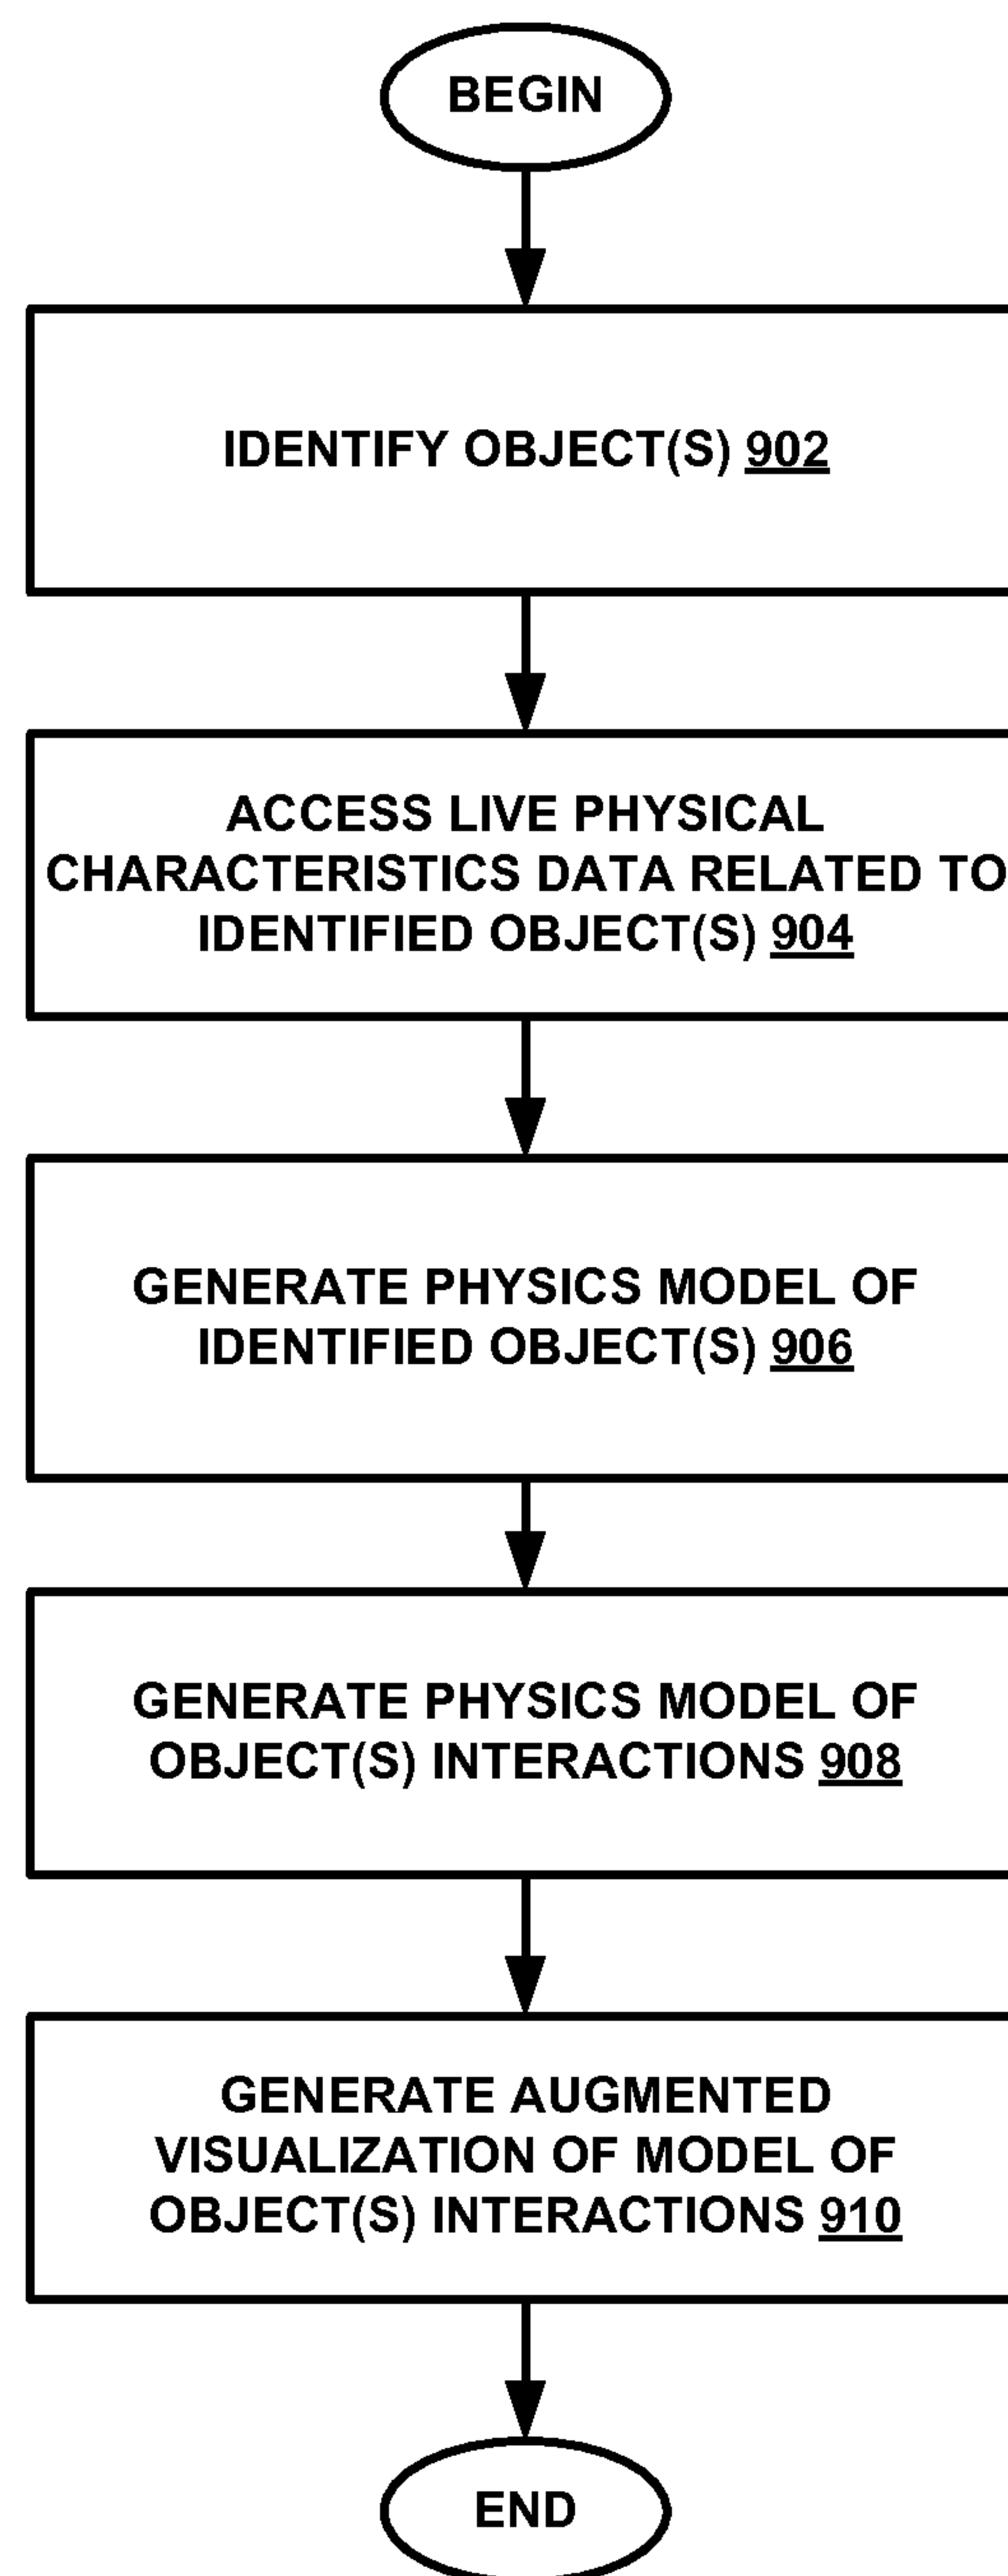 BEGIN
IDENTIFY OBJECT(S) 902
ACCESS LIVE PHYSICAL
CHARACTERISTICS DATA RELATED TO
IDENTIFIED OBJECT(S) 904
GENERATE PHYSICS MODEL OF
IDENTIFIED OBJECT(S) 906
GENERATE PHYSICS MODEL OF
OBJECT(S) INTERACTIONS 908
GENERATE AUGMENTED
VISUALIZATION OF MODEL OF
OBJECT(S) INTERACTIONS 910
END